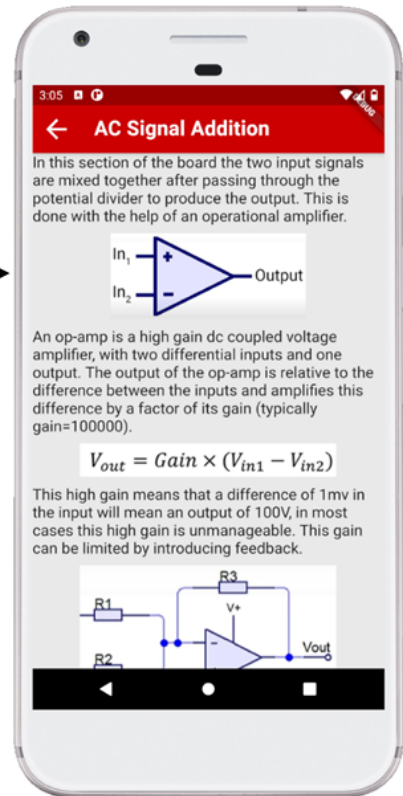 3:05
DEBUG
AC Signal Addition
In this section of the board the two input signals
are mixed together after passing through the
potential divider to produce the output. This is
done with the help of an operational amplifier.
In1
+
Output
In2
−
An op-amp is a high gain dc coupled voltage
amplifier, with two differential inputs and one
output. The output of the op-amp is relative to the
difference between the inputs and amplifies this
difference by a factor of its gain (typically
gain=100000).
Vout = Gain × (Vin1 − Vin2)
This high gain means that a difference of 1mv in
the input will mean an output of 100V, in most
cases this high gain is unmanageable. This gain
can be limited by introducing feedback.
R3
R1
V+
−
Vout
R2